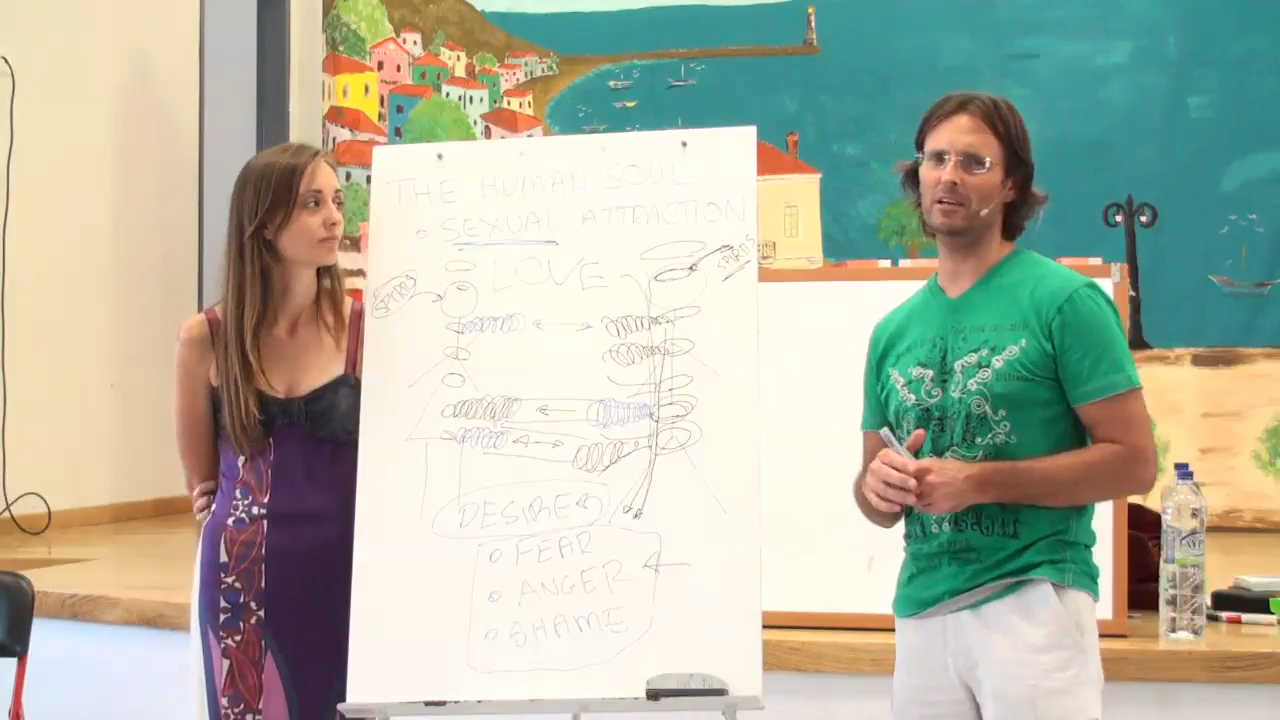 THE HUMAN SOUL
o SEXUAL ATTRACTION
LOVE
SPIRITS
SPIRITS
DESIRE
o FEAR
o ANGER
o SHAME